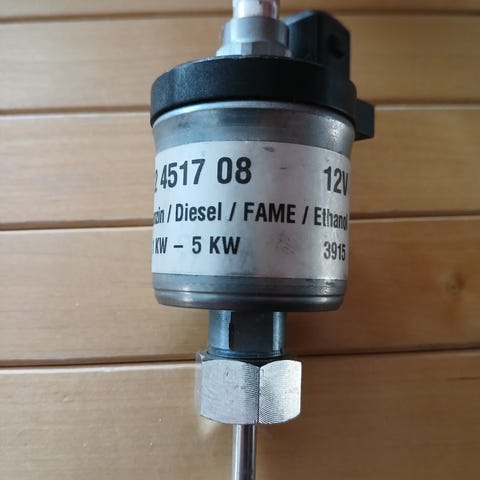 2 4517 08 12V
zin / Diesel / FAME / Ethanol
KW – 5 KW 3915